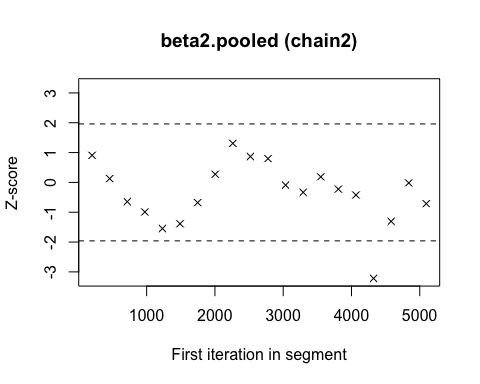 beta2.pooled (chain2)
Z-score
3
2
1
0
-1
-2
-3
1000 2000 3000 4000 5000
First iteration in segment